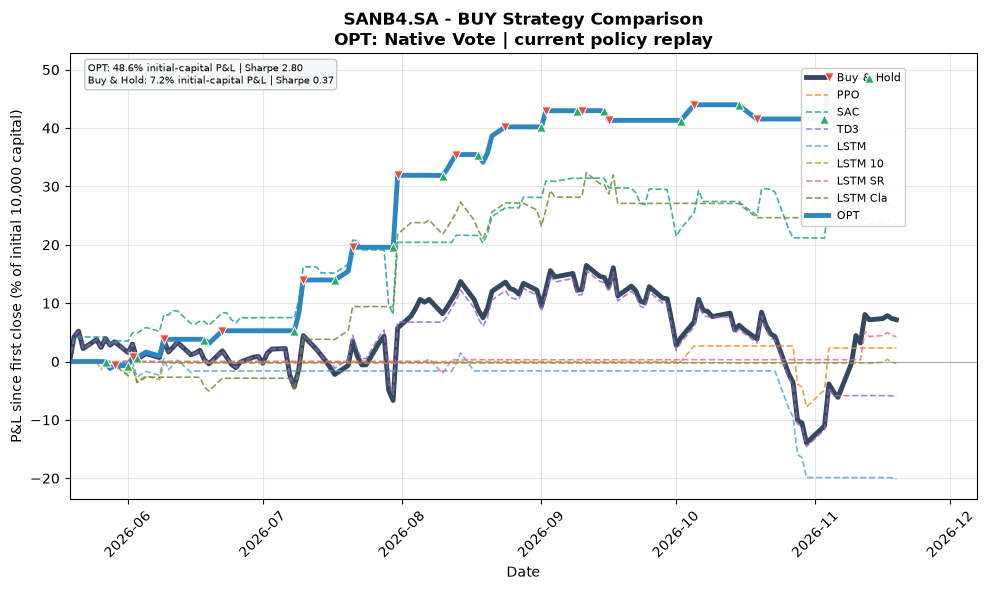 SANB4.SA - BUY Strategy Comparison
OPT: Native Vote | current policy replay
OPT: 48.6% initial-capital P&L | Sharpe 2.80
Buy & Hold: 7.2% initial-capital P&L | Sharpe 0.37
Buy & Hold
PPO
SAC
TD3
LSTM
LSTM 10
LSTM SR
LSTM Cla
OPT
P&L since first close (% of initial 10,000 capital)
50
40
30
20
10
0
−10
−20
2026-06
2026-07
2026-08
2026-09
2026-10
2026-11
2026-12
Date